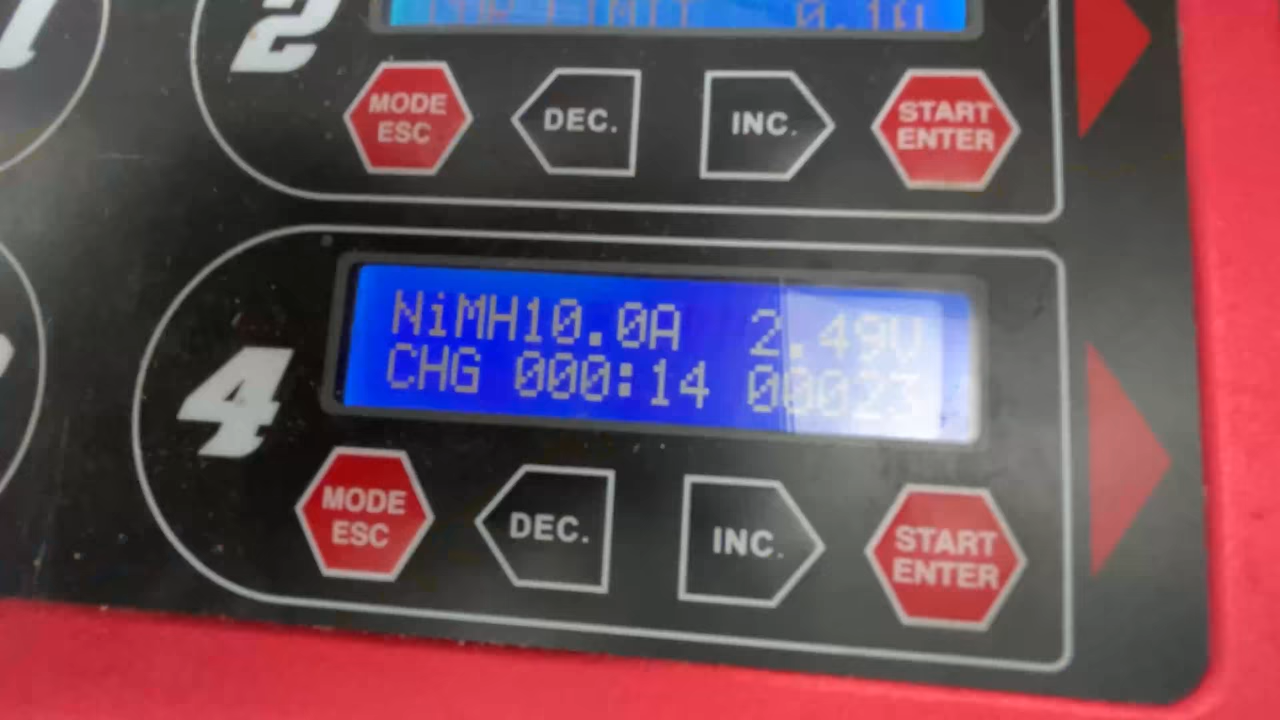 2
MODE ESC
DEC.
INC.
START ENTER
4
NiMH10.0A 2.49V
CHG 000:14 00023
MODE ESC
DEC.
INC.
START ENTER